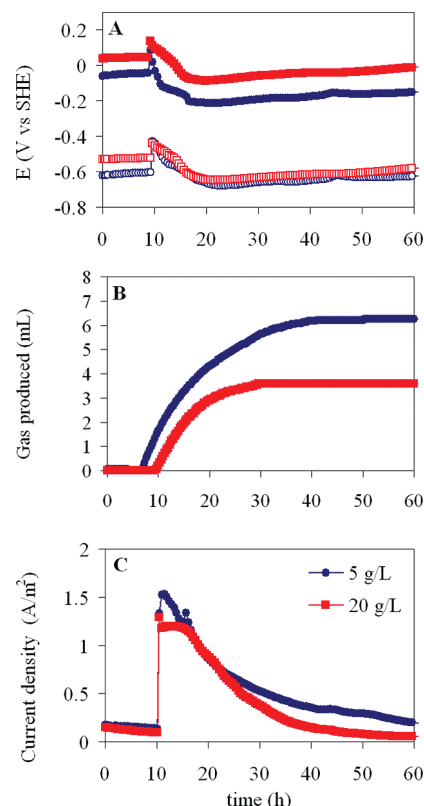 A
E (V vs SHE)
0.2
0
-0.2
-0.4
-0.6
-0.8
0 10 20 30 40 50 60
B
Gas produced (mL)
8
7
6
5
4
3
2
1
0
0 10 20 30 40 50 60
C
5 g/L
20 g/L
Current density (A/m²)
2
1.5
1
0.5
0
0 10 20 30 40 50 60
time (h)